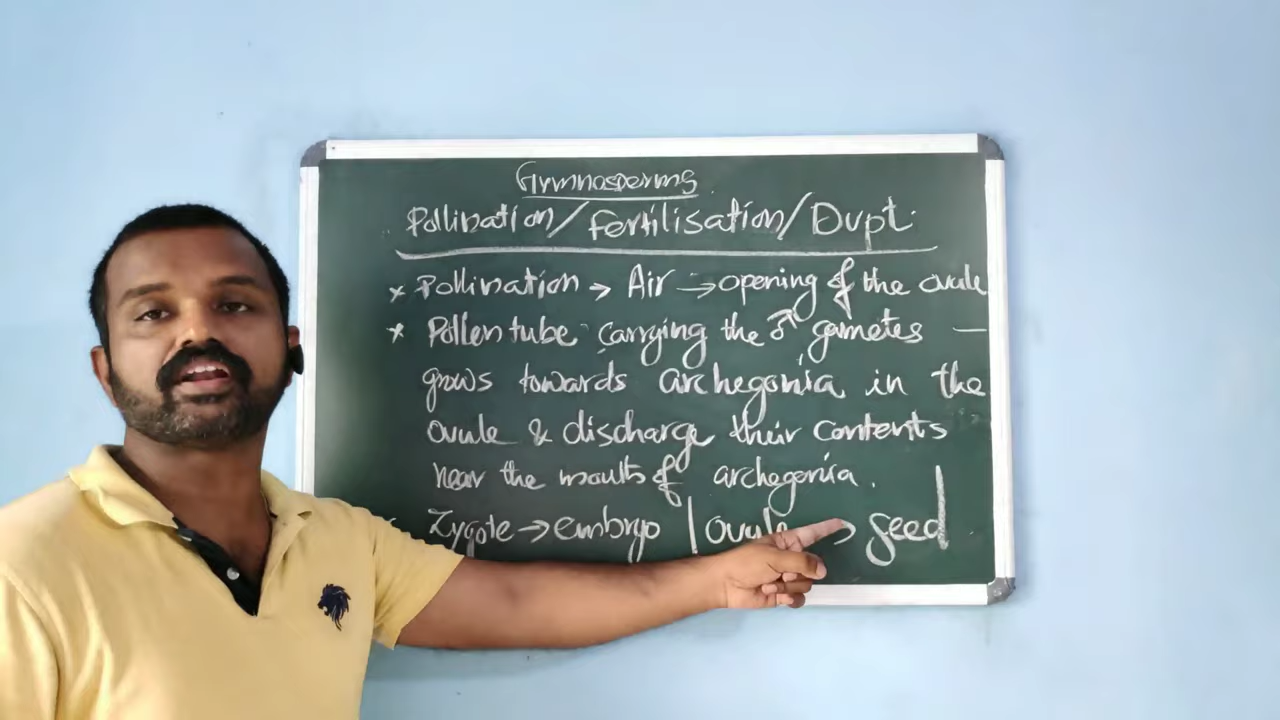 Gymnosperms
Pollination/Fertilisation/Dvpt.
* Pollination → Air → opening of the ovule
* Pollen tube carrying the ♂ gametes —
grows towards archegonia in the
ovule & discharge their contents
near the mouth of archegonia.
Zygote → embryo | ovule → seed |